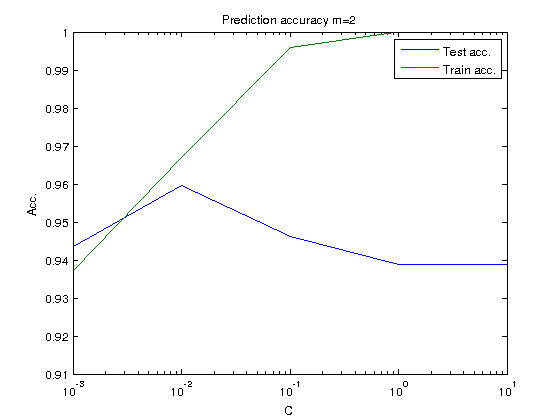 Prediction accuracy m=2
1
0.99
0.98
0.97
0.96
0.95
0.94
0.93
0.92
0.91
Acc.
Test acc.
Train acc.
10^-3 10^-2 10^-1 10^0 10^1
C